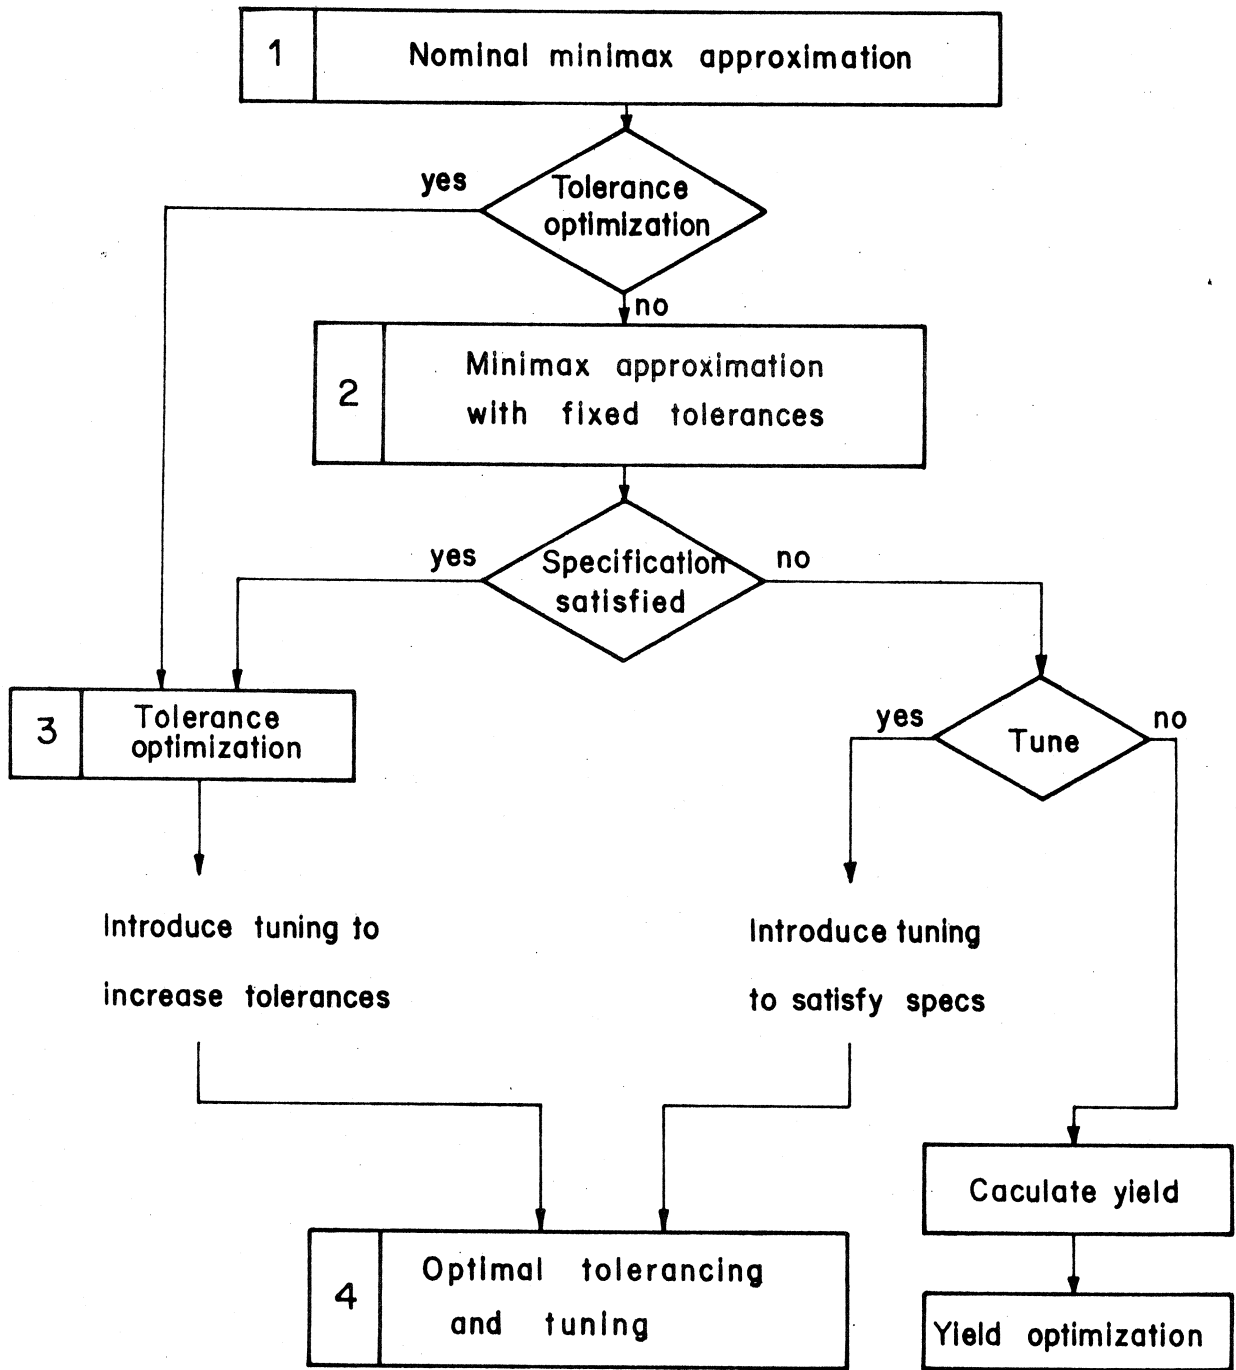 1
Nominal minimax approximation
yes
Tolerance
optimization
no
2
Minimax approximation
with fixed tolerances
yes
Specification
satisfied
no
3
Tolerance
optimization
yes
Tune
no
Introduce tuning to
increase tolerances
Introduce tuning
to satisfy specs
Caculate yield
4
Optimal tolerancing
and tuning
Yield optimization